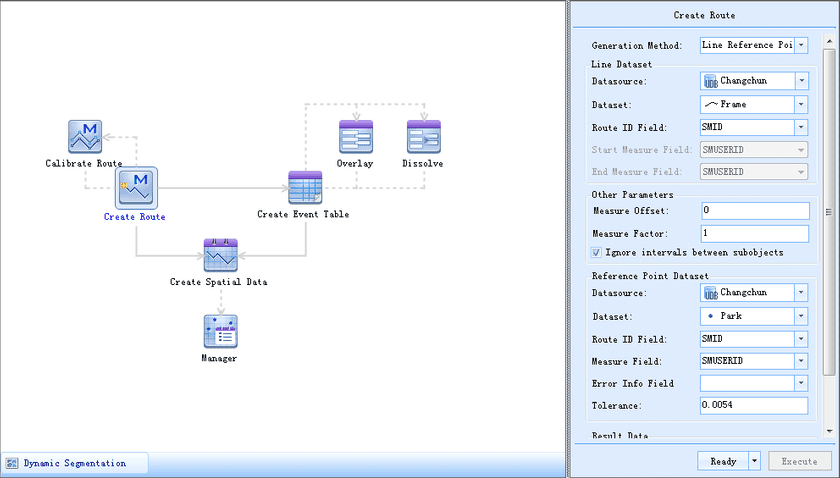 M
Calibrate Route
M
Create Route
Create Event Table
Overlay
Dissolve
Create Spatial Data
Manager
Dynamic Segmentation
Create Route
Generation Method: Line Reference Poi
Line Dataset
Datasource: UDB Changchun
Dataset: Frame
Route ID Field: SMID
Start Measure Field: SMUSERID
End Measure Field: SMUSERID
Other Parameters
Measure Offset: 0
Measure Factor: 1
Ignore intervals between subobjects
Reference Point Dataset
Datasource: UDB Changchun
Dataset: Park
Route ID Field: SMID
Measure Field: SMUSERID
Error Info Field
Tolerance: 0.0054
Result Data
Ready Execute